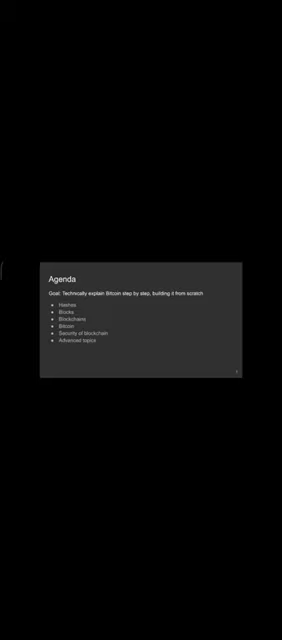 Agenda
Goal: Technically explain Bitcoin step by step, building it from scratch
● Hashes
● Blocks
● Blockchains
● Bitcoin
● Security of blockchain
● Advanced topics